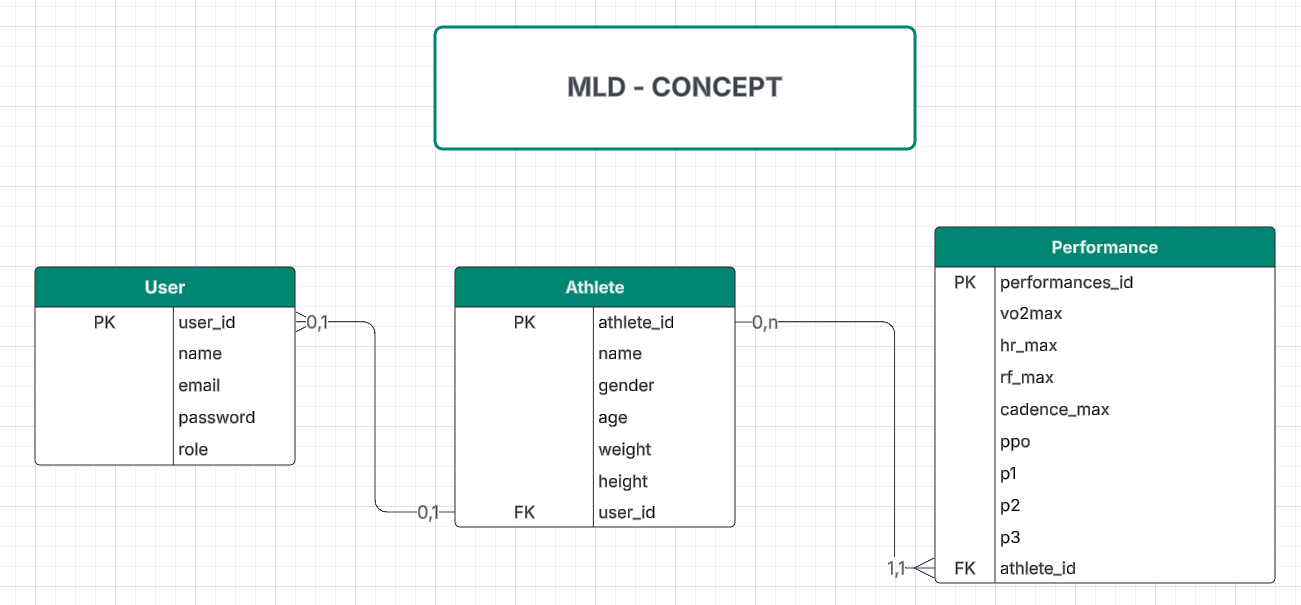 MLD - CONCEPT
User
PK user_id
name
email
password
role
0,1
0,1
Athlete
PK athlete_id
name
gender
age
weight
height
FK user_id
0,n
1,1
Performance
PK performances_id
vo2max
hr_max
rf_max
cadence_max
ppo
p1
p2
p3
FK athlete_id